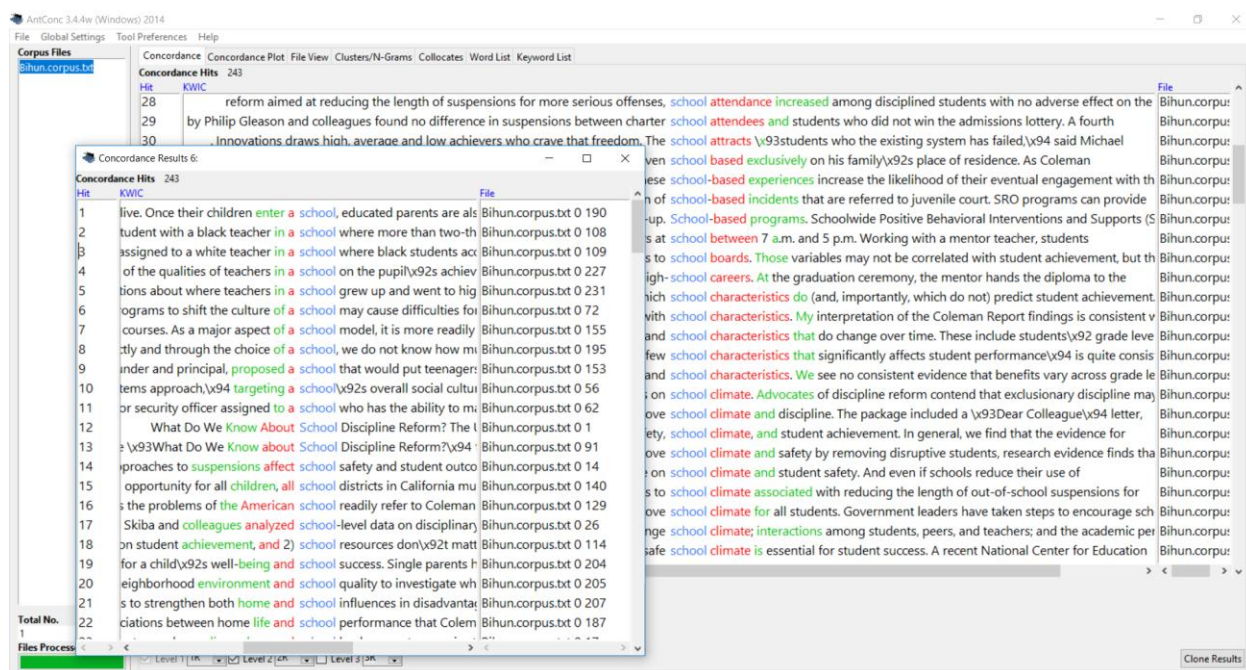 AntConc 3.4.4w (Windows) 2014
File Global Settings Tool Preferences Help
Corpus Files
Bihun.corpus.txt
Concordance Concordance Plot File View Clusters/N-Grams Collocates Word List Keyword List
Concordance Hits 243
Hit KWIC File
28 reform aimed at reducing the length of suspensions for more serious offenses, school attendance increased among disciplined students with no adverse effect on the Bihun.corpu
29 by Philip Gleason and colleagues found no difference in suspensions between charter school attendees and students who did not win the admissions lottery. A fourth Bihun.corpu
30 . Innovations draws high, average and low achievers who crave that freedom. The school attracts \x93students who the existing system has failed,\x94 said Michael Bihun.corpu
school based exclusively on his family\x92s place of residence. As Coleman Bihun.corpu
school-based experiences increase the likelihood of their eventual engagement with th Bihun.corpu
of school-based incidents that are referred to juvenile court. SRO programs can provide Bihun.corpu
-up. School-based programs. Schoolwide Positive Behavioral Interventions and Supports (S Bihun.corpu
s at school between 7 a.m. and 5 p.m. Working with a mentor teacher, students Bihun.corpu
s to school boards. Those variables may not be correlated with student achievement, but th Bihun.corpu
igh- school careers. At the graduation ceremony, the mentor hands the diploma to the Bihun.corpu
ich school characteristics do (and, importantly, which do not) predict student achievement. Bihun.corpu
with school characteristics. My interpretation of the Coleman Report findings is consistent w Bihun.corpu
and school characteristics that do change over time. These include students\x92 grade leve Bihun.corpu
few school characteristics that significantly affects student performance\x94 is quite consis Bihun.corpu
and school characteristics. We see no consistent evidence that benefits vary across grade le Bihun.corpu
on school climate. Advocates of discipline reform contend that exclusionary discipline may Bihun.corpu
ove school climate and discipline. The package included a \x93Dear Colleague\x94 letter, Bihun.corpu
ety, school climate, and student achievement. In general, we find that the evidence for Bihun.corpu
ove school climate and safety by removing disruptive students, research evidence finds tha Bihun.corpu
e on school climate and student safety. And even if schools reduce their use of Bihun.corpu
s to school climate associated with reducing the length of out-of-school suspensions for Bihun.corpu
ove school climate for all students. Government leaders have taken steps to encourage sch Bihun.corpu
nge school climate; interactions among students, peers, and teachers; and the academic per Bihun.corpu
safe school climate is essential for student success. A recent National Center for Education Bihun.corpu
Concordance Results 6:
Concordance Hits 243
Hit KWIC File
1 live. Once their children enter a school, educated parents are als Bihun.corpus.txt 0 190
2 tudent with a black teacher in a school where more than two-th Bihun.corpus.txt 0 108
3 assigned to a white teacher in a school where black students acc Bihun.corpus.txt 0 109
4 of the qualities of teachers in a school on the pupil\x92s achiev Bihun.corpus.txt 0 227
5 tions about where teachers in a school grew up and went to hig Bihun.corpus.txt 0 231
6 rograms to shift the culture of a school may cause difficulties for Bihun.corpus.txt 0 72
7 courses. As a major aspect of a school model, it is more readily Bihun.corpus.txt 0 155
8 ctly and through the choice of a school, we do not know how mu Bihun.corpus.txt 0 195
9 under and principal, proposed a school that would put teenagers Bihun.corpus.txt 0 153
10 tems approach,\x94 targeting a school\x92s overall social cultu Bihun.corpus.txt 0 56
11 or security officer assigned to a school who has the ability to ma Bihun.corpus.txt 0 62
12 What Do We Know About School Discipline Reform? The Bihun.corpus.txt 0 1
13 e \x93What Do We Know about School Discipline Reform?\x94 Bihun.corpus.txt 0 91
14 pproaches to suspensions affect school safety and student outco Bihun.corpus.txt 0 14
15 opportunity for all children, all school districts in California mu Bihun.corpus.txt 0 140
16 s the problems of the American school readily refer to Coleman Bihun.corpus.txt 0 129
17 Skiba and colleagues analyzed school-level data on disciplinary Bihun.corpus.txt 0 26
18 on student achievement, and 2) school resources don\x92t matt Bihun.corpus.txt 0 114
19 for a child\x92s well-being and school success. Single parents h Bihun.corpus.txt 0 204
20 eighborhood environment and school quality to investigate wh Bihun.corpus.txt 0 205
21 s to strengthen both home and school influences in disadvantag Bihun.corpus.txt 0 207
22 ciations between home life and school performance that Colem Bihun.corpus.txt 0 187
Total No.
1
Files Process
Level 1 1R Level 2 2R Level 3 3R
Clone Results